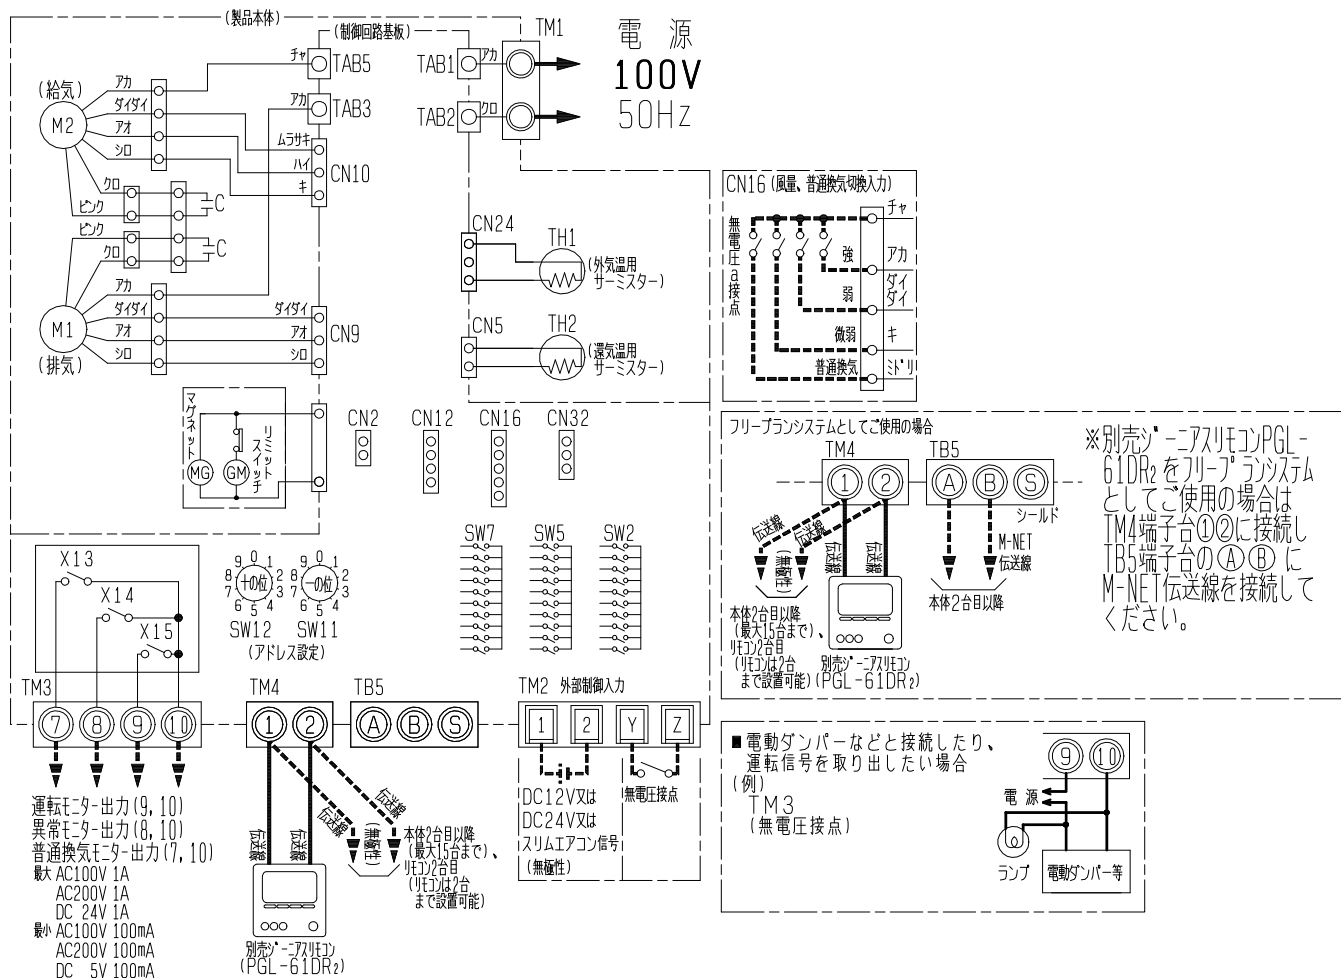 (製品本体)
(制御回路基板)
チャ
TAB5
アカ
TAB3
ムラサキ
ハイ
キ
CN10
TAB1
アカ
TAB2
クロ
TM1
電 源
100V
50Hz
(給気)
M2
アカ
ダイダイ
アオ
シロ
クロ
ピンク
C
ピンク
クロ
C
アカ
ダイダイ
アオ
シロ
M1
(排気)
ダイダイ
アオ
シロ
CN9
CN24
TH1
(外気温用
サーミスター)
CN5
TH2
(還気温用
サーミスター)
マグネット
リミット
スイッチ
MG
GM
CN2
CN12
CN16
CN32
SW7
SW5
SW2
CN16 (風量、普通換気切換入力)
無電圧a接点
強
弱
微弱
普通換気
チャ
アカ
ダイ
ダイ
キ
ミドリ
X13
X14
X15
0
1
2
3
4
5
6
7
8
9
十の位
SW12
0
1
2
3
4
5
6
7
8
9
一の位
SW11
(アドレス設定)
TM3
7
8
9
10
運転モニター出力(9,10)
異常モニター出力(8,10)
普通換気モニター出力(7,10)
最大 AC100V 1A
AC200V 1A
DC 24V 1A
最小 AC100V 100mA
AC200V 100mA
DC 5V 100mA
TM4
1
2
TB5
A
B
S
伝送線
伝送線
伝送線
伝送線
(無極性)
本体2台目以降
(最大15台まで)、
リモコン2台目
(リモコンは2台
まで設置可能)
別売ジーニアスリモコン
(PGL-61DR2)
TM2 外部制御入力
1
2
Y
Z
DC12V又は
DC24V又は
スリムエアコン信号
(無極性)
無電圧接点
フリープランシステムとしてご使用の場合
TM4
1
2
TB5
A
B
S
シールド
伝送線
伝送線
伝送線
伝送線
(無極性)
M-NET
伝送線
本体2台目以降
本体2台目以降
(最大15台まで)、
リモコン2台目
(リモコンは2台
まで設置可能)
別売ジーニアスリモコン
(PGL-61DR2)
※別売ジーニアスリモコンPGL-
61DR2をフリープランシステム
としてご使用の場合は
TM4端子台①②に接続し
TB5端子台のⒶⒷに
M-NET伝送線を接続して
ください。
■電動ダンパーなどと接続したり、
運転信号を取り出したい場合
(例)
TM3
(無電圧接点)
9
10
電 源
ランプ
電動ダンパー等